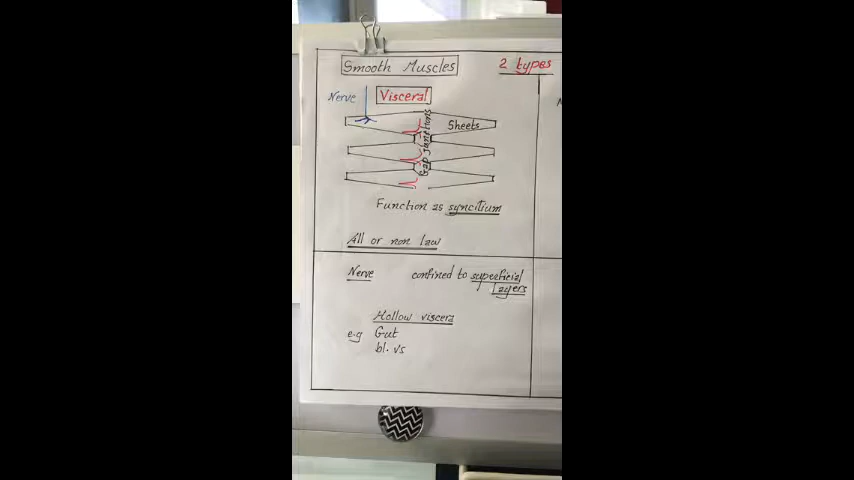 Smooth Muscles
2 types
Nerve
Visceral
Sheets
Gap junctions
Function as syncitium
All or non law
Nerve confined to superficial
Layers
Hollow viscera
e.g Gut
bl. vs